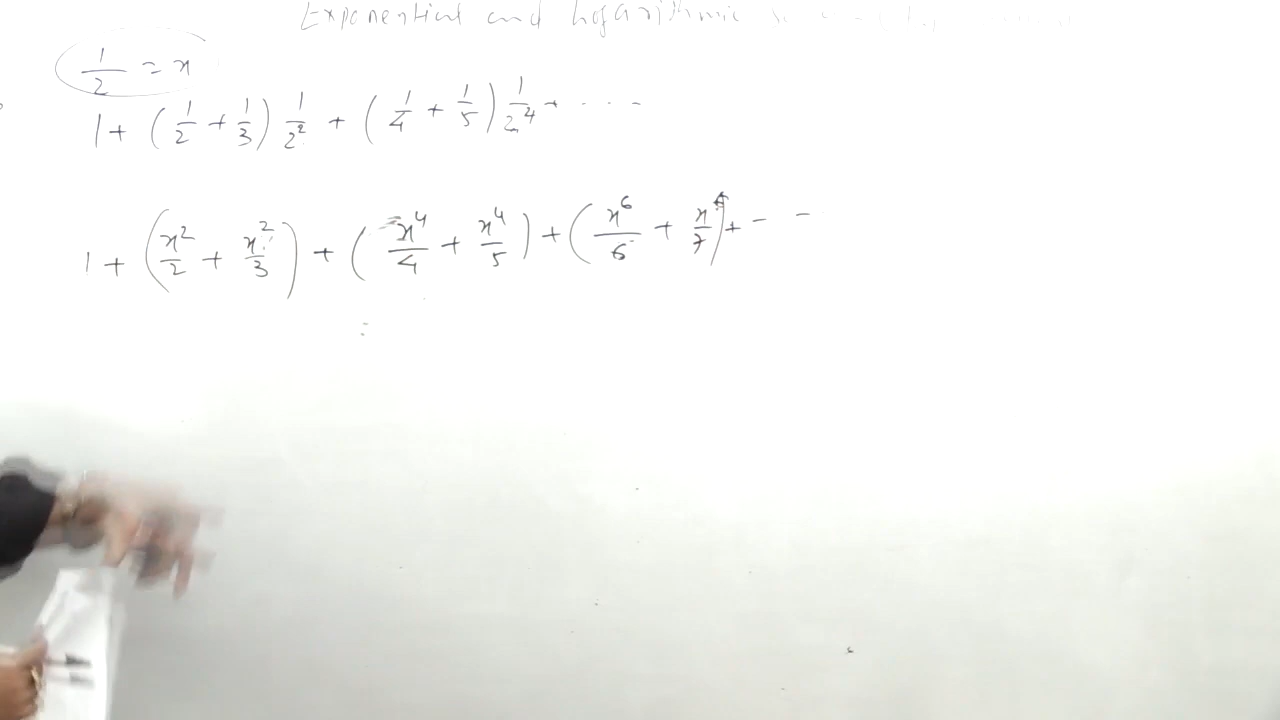 Exponential and logarithmic
1/2 = x
1 + (1/2 + 1/3) 1/2² + (1/4 + 1/5) 1/2⁴ + ....
1 + (x²/2 + x²/3) + (x⁴/4 + x⁴/5) + (x⁶/6 + x⁶/7) + - -
=